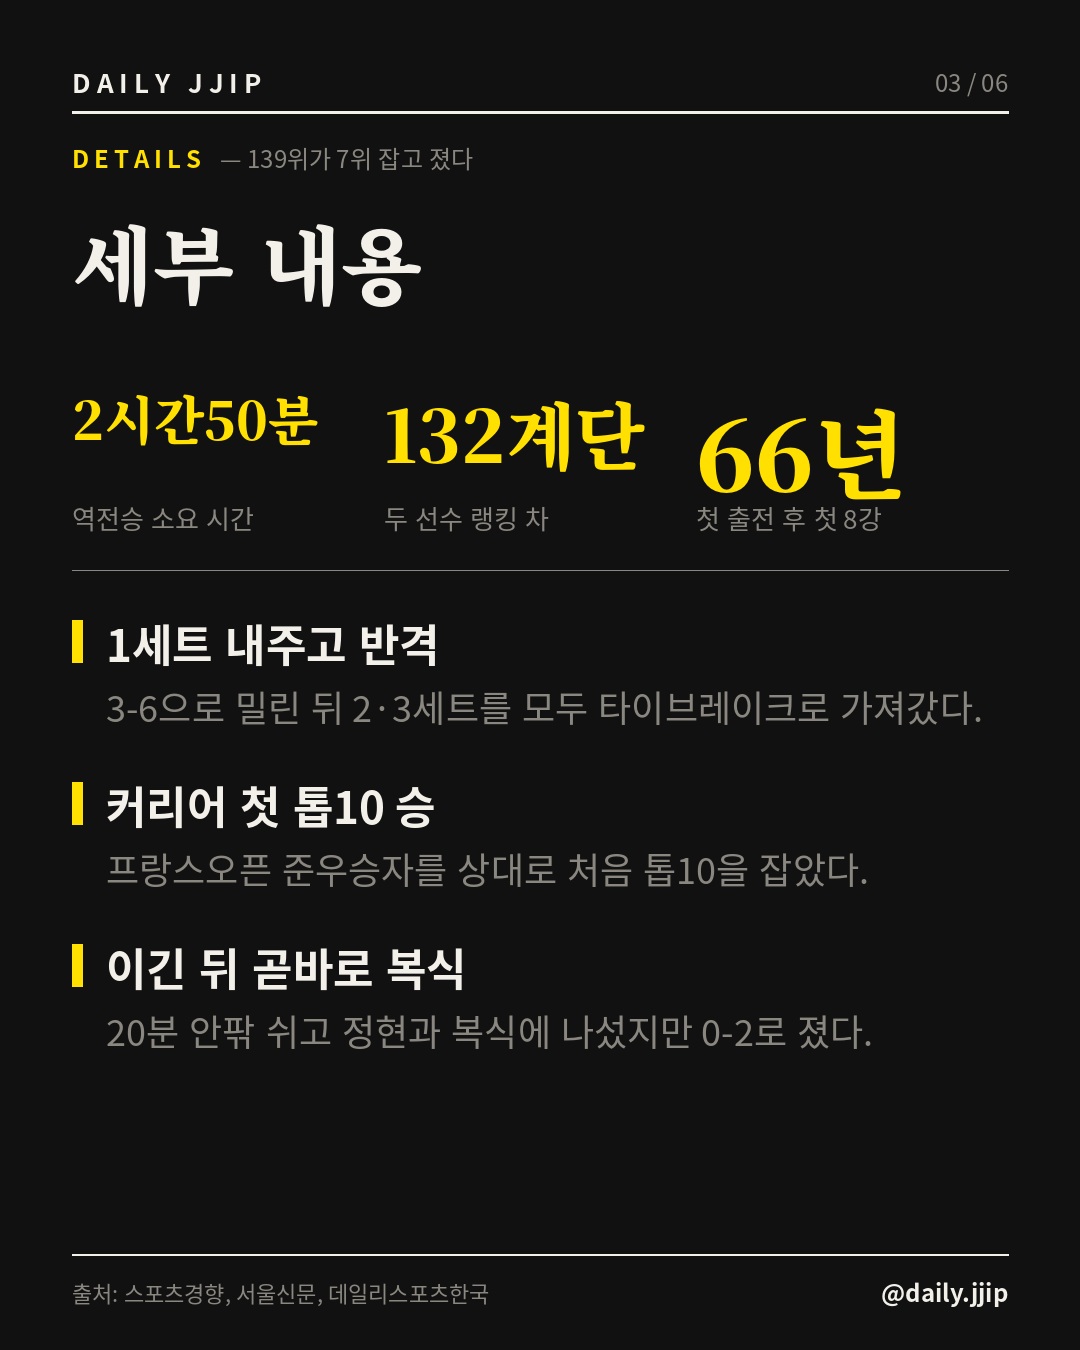 DAILY JJIP
03 / 06
DETAILS — 139위가 7위 잡고 졌다
세부 내용
2시간50분 132계단 66년
역전승 소요 시간 두 선수 랭킹 차 첫 출전 후 첫 8강
1세트 내주고 반격
3-6으로 밀린 뒤 2·3세트를 모두 타이브레이크로 가져갔다.
커리어 첫 톱10 승
프랑스오픈 준우승자를 상대로 처음 톱10을 잡았다.
이긴 뒤 곧바로 복식
20분 안팎 쉬고 정현과 복식에 나섰지만 0-2로 졌다.
출처: 스포츠경향, 서울신문, 데일리스포츠한국
@daily.jjip